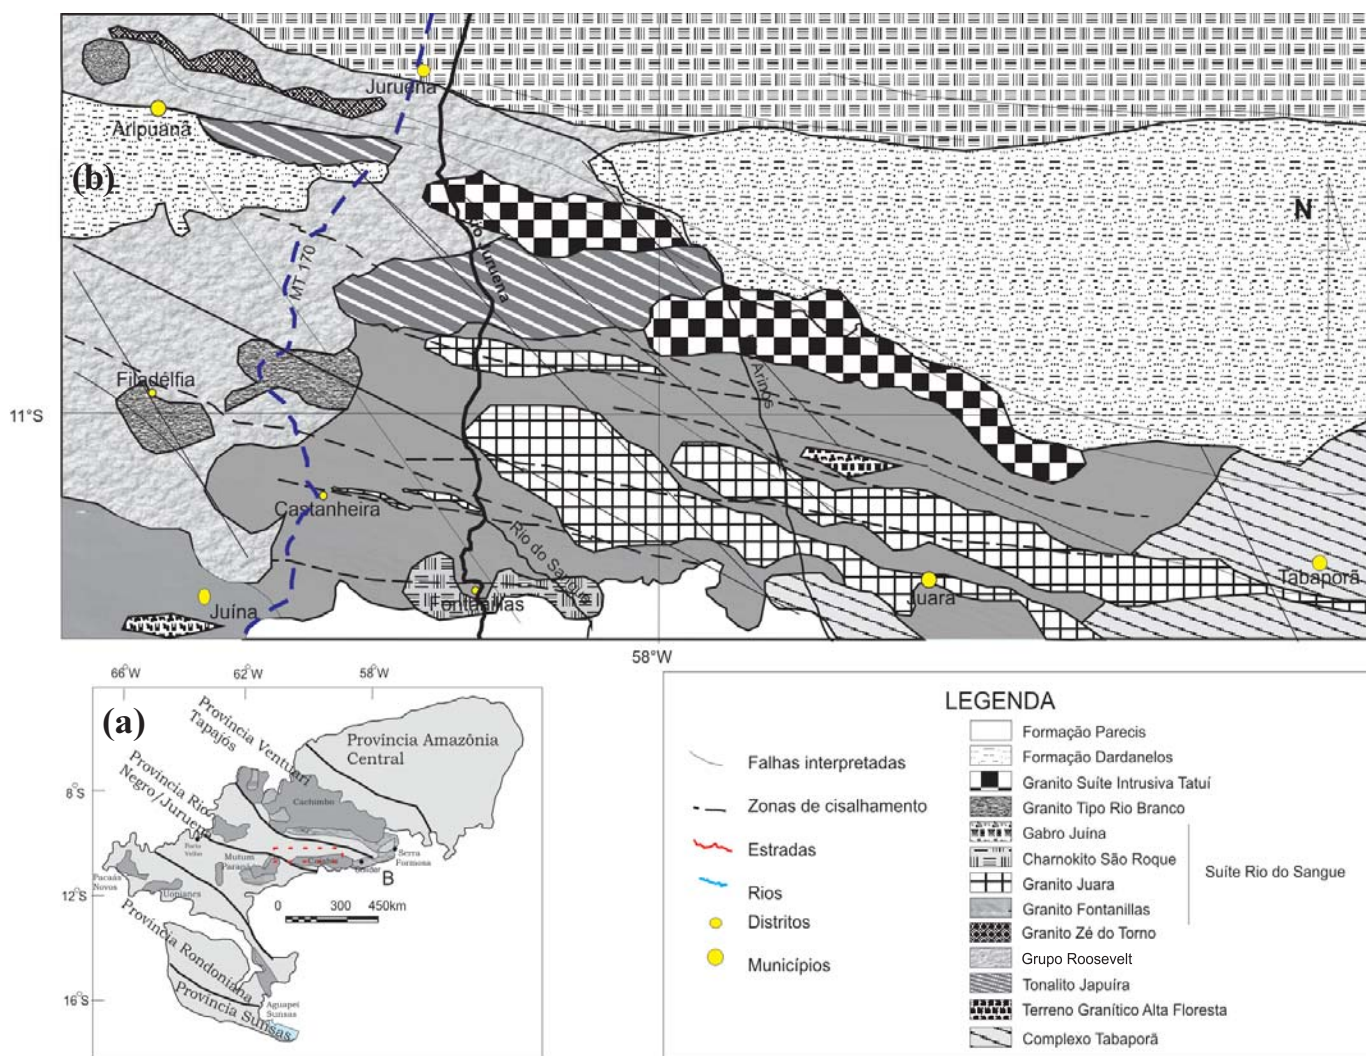 (b)
Juruena
Aripuanã
MT 170
Rio Juruena
N
Filadélfia
11°S
Arinos
Castanheira
Rio do Sangue
Fontanillas
Juína
Juara
Tabaporã
58°W
66°W
62°W
58°W
(a)
Província Ventuari
Tapajós
Província Amazônia
Central
Província Rio
Negro/Juruena
8°S
Cachimbo
Porto
Velho
Mutum
Paraná
Serra
Formosa
B
Pacaás
Novos
Uopianes
12°S
0 300 450km
Província Rondoniana
Província Sunsas
16°S
Aguapeí
Sunsas
LEGENDA
Falhas interpretadas
Zonas de cisalhamento
Estradas
Rios
Distritos
Municípios
Formação Parecis
Formação Dardanelos
Granito Suíte Intrusiva Tatuí
Granito Tipo Rio Branco
Gabro Juína
Charnokito São Roque
Granito Juara
Granito Fontanillas
Suíte Rio do Sangue
Granito Zé do Torno
Grupo Roosevelt
Tonalito Japuíra
Terreno Granítico Alta Floresta
Complexo Tabaporã